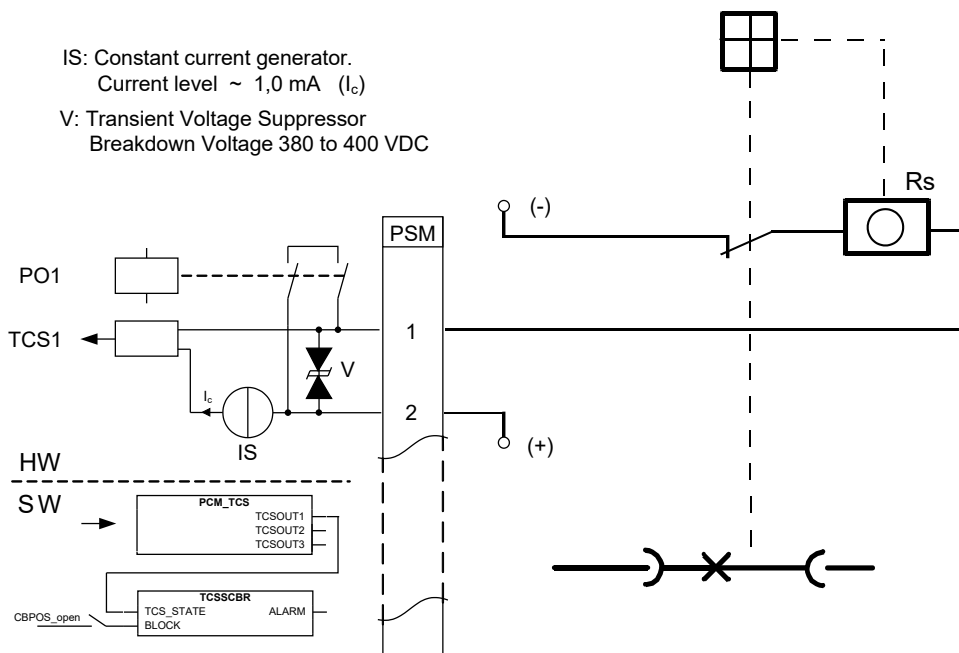 IS: Constant current generator.
Current level ~ 1,0 mA (Ic)
V: Transient Voltage Suppressor
Breakdown Voltage 380 to 400 VDC
Rs
(-)
PSM
PO1
TCS1
1
V
Ic
2
IS
(+)
HW
SW
PCM_TCS
TCSOUT1
TCSOUT2
TCSOUT3
TCSSCBR
TCS_STATE ALARM
CBPOS_open
BLOCK